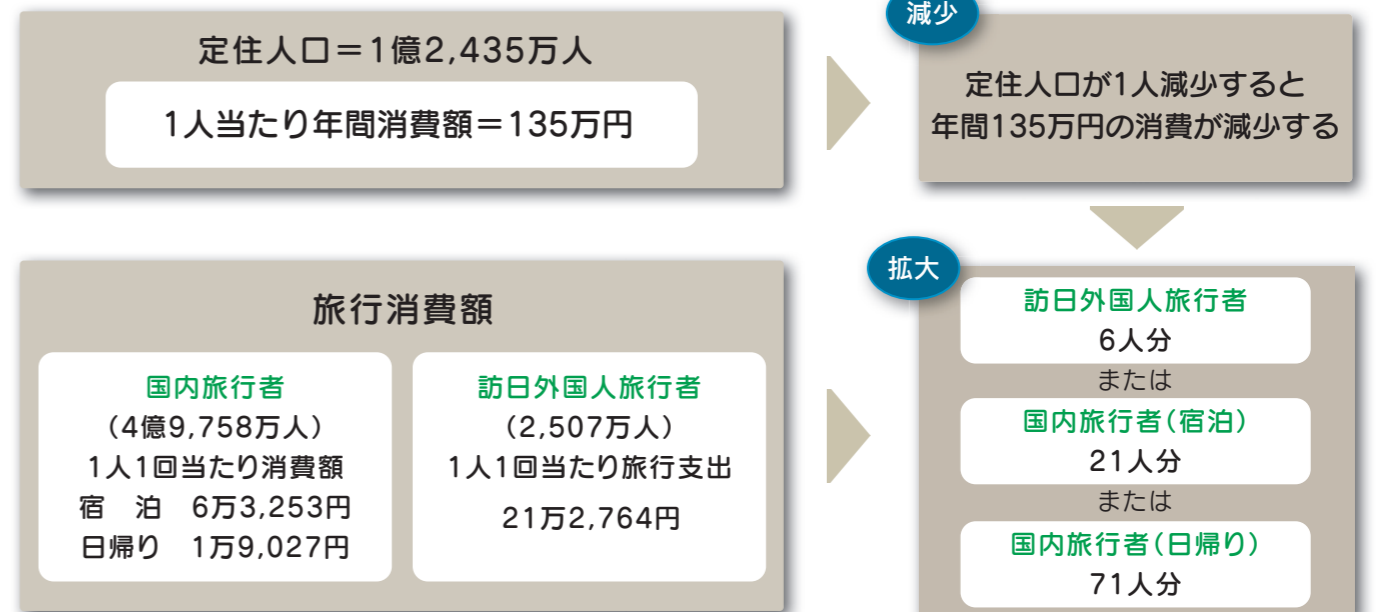 定住人口＝1億2,435万人
1人当たり年間消費額＝135万円
減少
定住人口が1人減少すると
年間135万円の消費が減少する
旅行消費額
国内旅行者
（4億9,758万人）
1人1回当たり消費額
宿　泊　6万3,253円
日帰り　1万9,027円
訪日外国人旅行者
（2,507万人）
1人1回当たり旅行支出
21万2,764円
拡大
訪日外国人旅行者
6人分
または
国内旅行者（宿泊）
21人分
または
国内旅行者（日帰り）
71人分